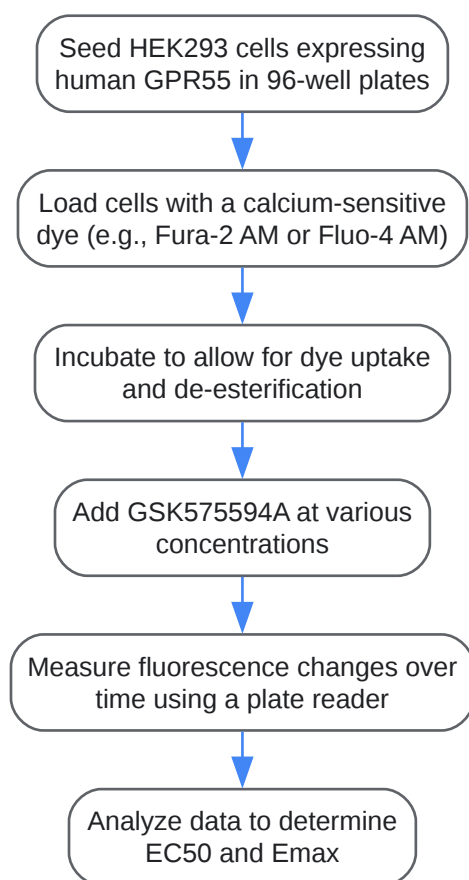 Seed HEK293 cells expressing
human GPR55 in 96-well plates
Load cells with a calcium-sensitive
dye (e.g., Fura-2 AM or Fluo-4 AM)
Incubate to allow for dye uptake
and de-esterification
Add GSK575594A at various
concentrations
Measure fluorescence changes over
time using a plate reader
Analyze data to determine
EC50 and Emax